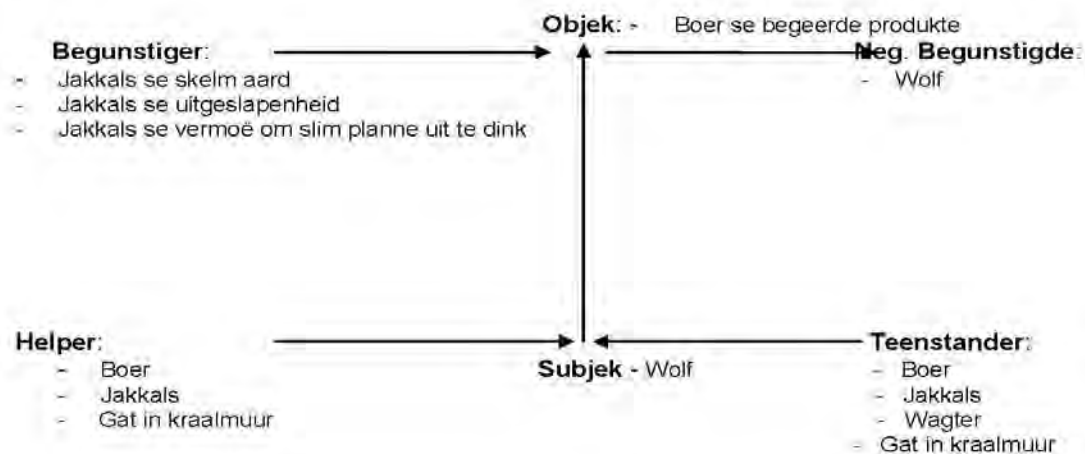 Objek: - Boer se begeerde produkte
Begunstiger:
- Jakkals se skelm aard
- Jakkals se uitgeslapenheid
- Jakkals se vermoë om slim planne uit te dink
Neg. Begunstigde:
- Wolf
Helper:
- Boer
- Jakkals
- Gat in kraalmuur
Subjek - Wolf
Teenstander:
- Boer
- Jakkals
- Wagter
- Gat in kraalmuur